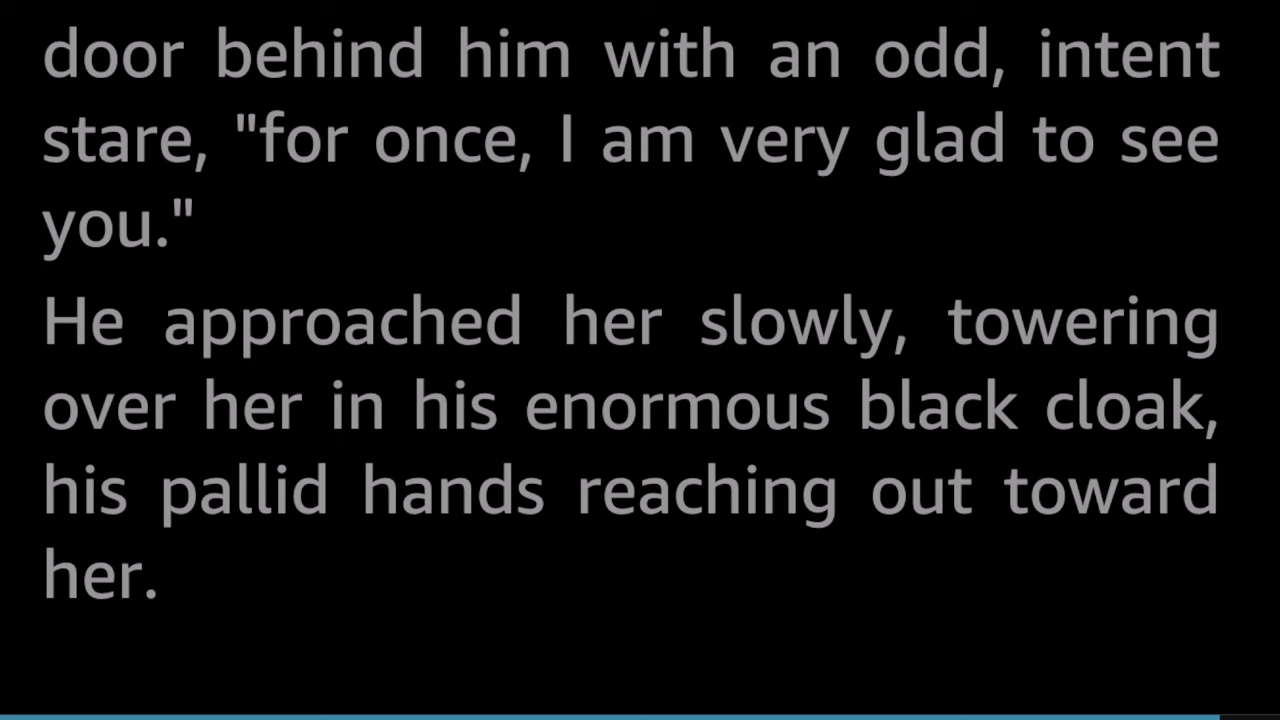 door behind him with an odd, intent
stare, "for once, I am very glad to see
you."
He approached her slowly, towering
over her in his enormous black cloak,
his pallid hands reaching out toward
her.